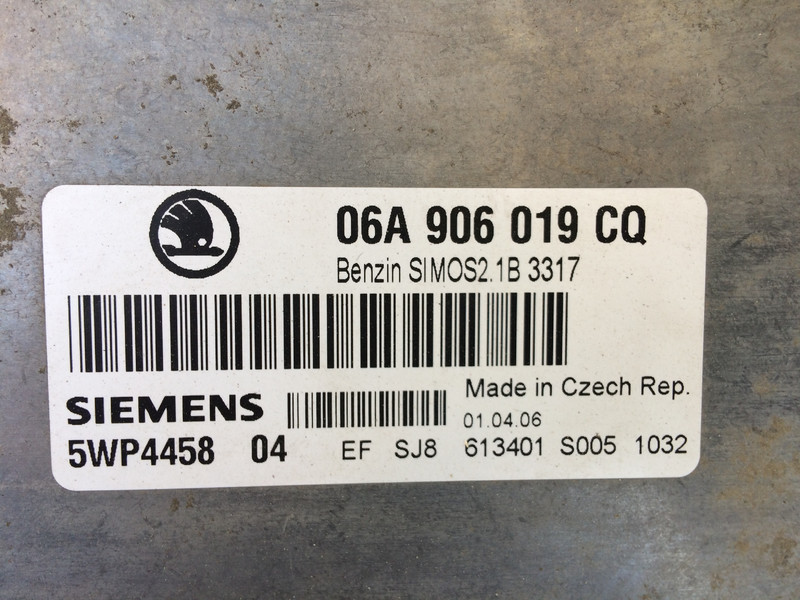 06A 906 019 CQ
Benzin SIMOS2.1B 3317
SIEMENS
Made in Czech Rep.
01.04.06
5WP4458 04 EF SJ8 613401 S005 1032